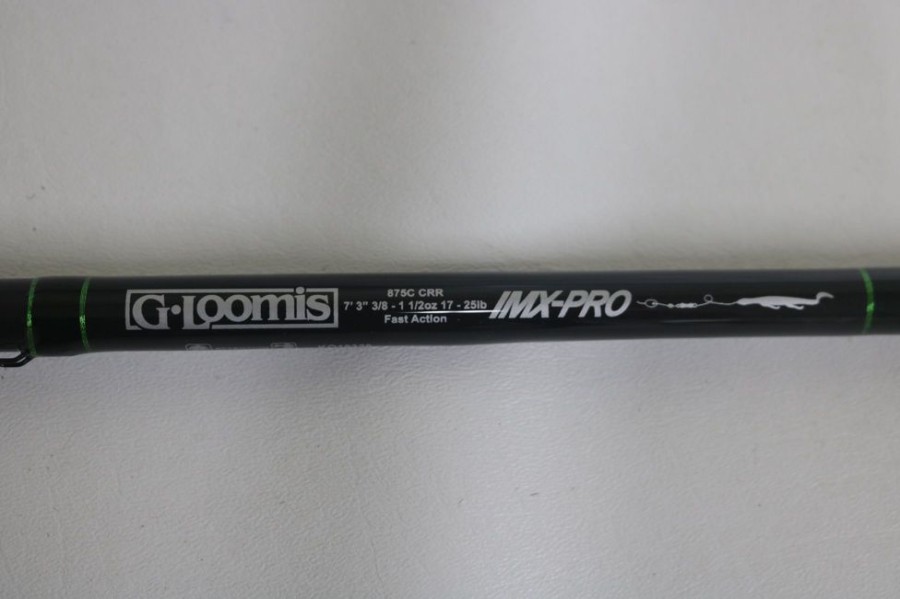 G·Loomis
875C CRR
7' 3" 3/8 - 1 1/2oz 17 - 25lb
Fast Action
IMX-PRO